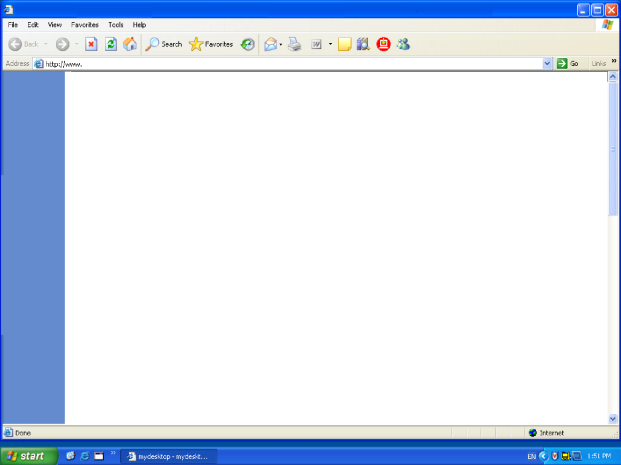 File Edit View Favorites Tools Help
Back Search Favorites W
Address http://www. Go Links »
Done Internet
start » mydesktop - mydeskt... EN 1:51 PM